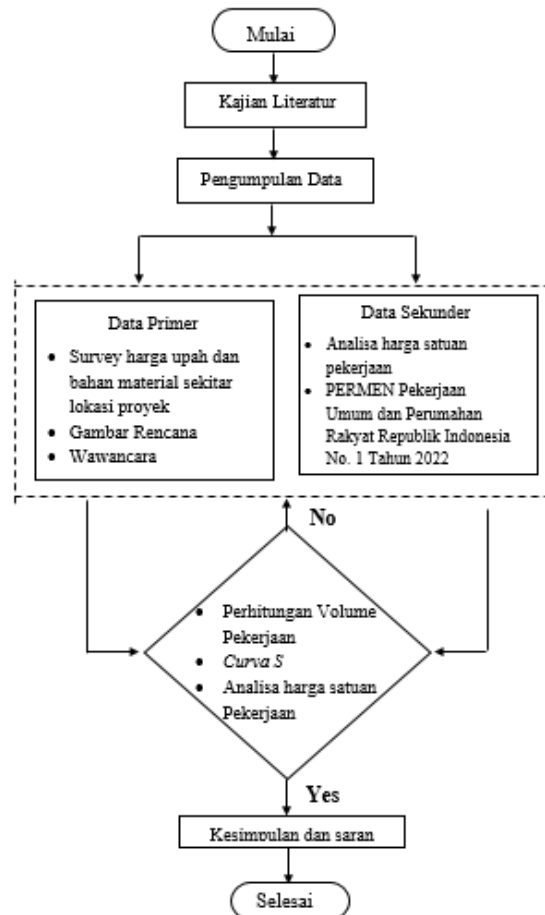 Mulai
Kajian Literatur
Pengumpulan Data
Data Primer
• Survey harga upah dan
bahan material sekitar
lokasi proyek
• Gambar Rencana
• Wawancara
Data Sekunder
• Analisa harga satuan
pekerjaan
• PERMEN Pekerjaan
Umum dan Perumahan
Rakyat Republik Indonesia
No. 1 Tahun 2022
No
• Perhitungan Volume
Pekerjaan
• Curva S
• Analisa harga satuan
Pekerjaan
Yes
Kesimpulan dan saran
Selesai